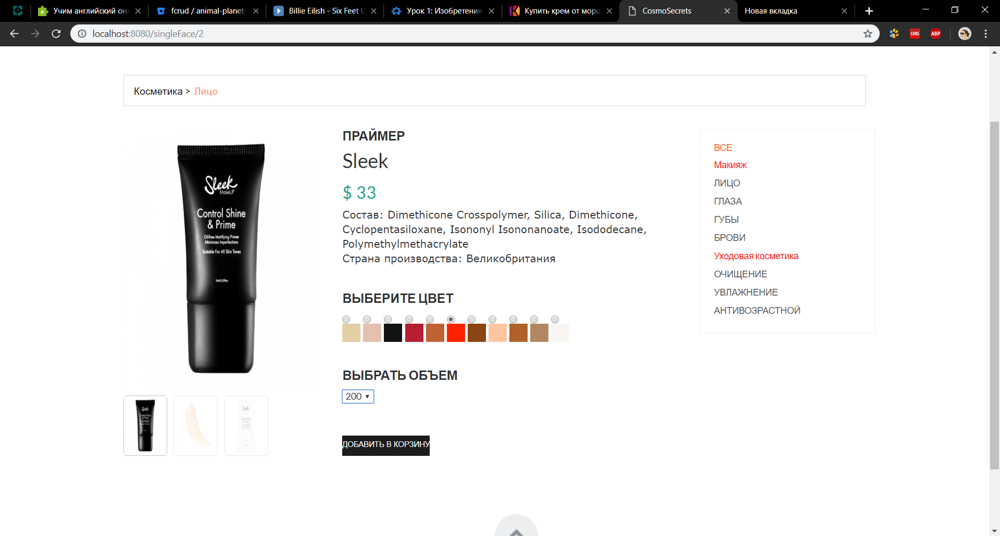 Учим английский он
fcrud / animal-planet-
Billie Eilish - Six Feet U
Урок 1: Изобретения
Купить крем от морщ
CosmoSecrets
Новая вкладка
localhost:8080/singleFace/2
CORS
ABP
Косметика > Лицо
Sleek
MakeUP
Control Shine
& Prime
Oil-free Mattifying Primer
Minimises Imperfections
Suitable For All Skin Tones
ПРАЙМЕР
Sleek
$ 33
Состав: Dimethicone Crosspolymer, Silica, Dimethicone,
Cyclopentasiloxane, Isononyl Isononanoate, Isododecane,
Polymethylmethacrylate
Страна производства: Великобритания
ВЫБЕРИТЕ ЦВЕТ
ВЫБРАТЬ ОБЪЕМ
200
ДОБАВИТЬ В КОРЗИНУ
ВСЕ
Макияж
ЛИЦО
ГЛАЗА
ГУБЫ
БРОВИ
Уходовая косметика
ОЧИЩЕНИЕ
УВЛАЖНЕНИЕ
АНТИВОЗРАСТНОЙ
Sleek
Control Shine
& Prime